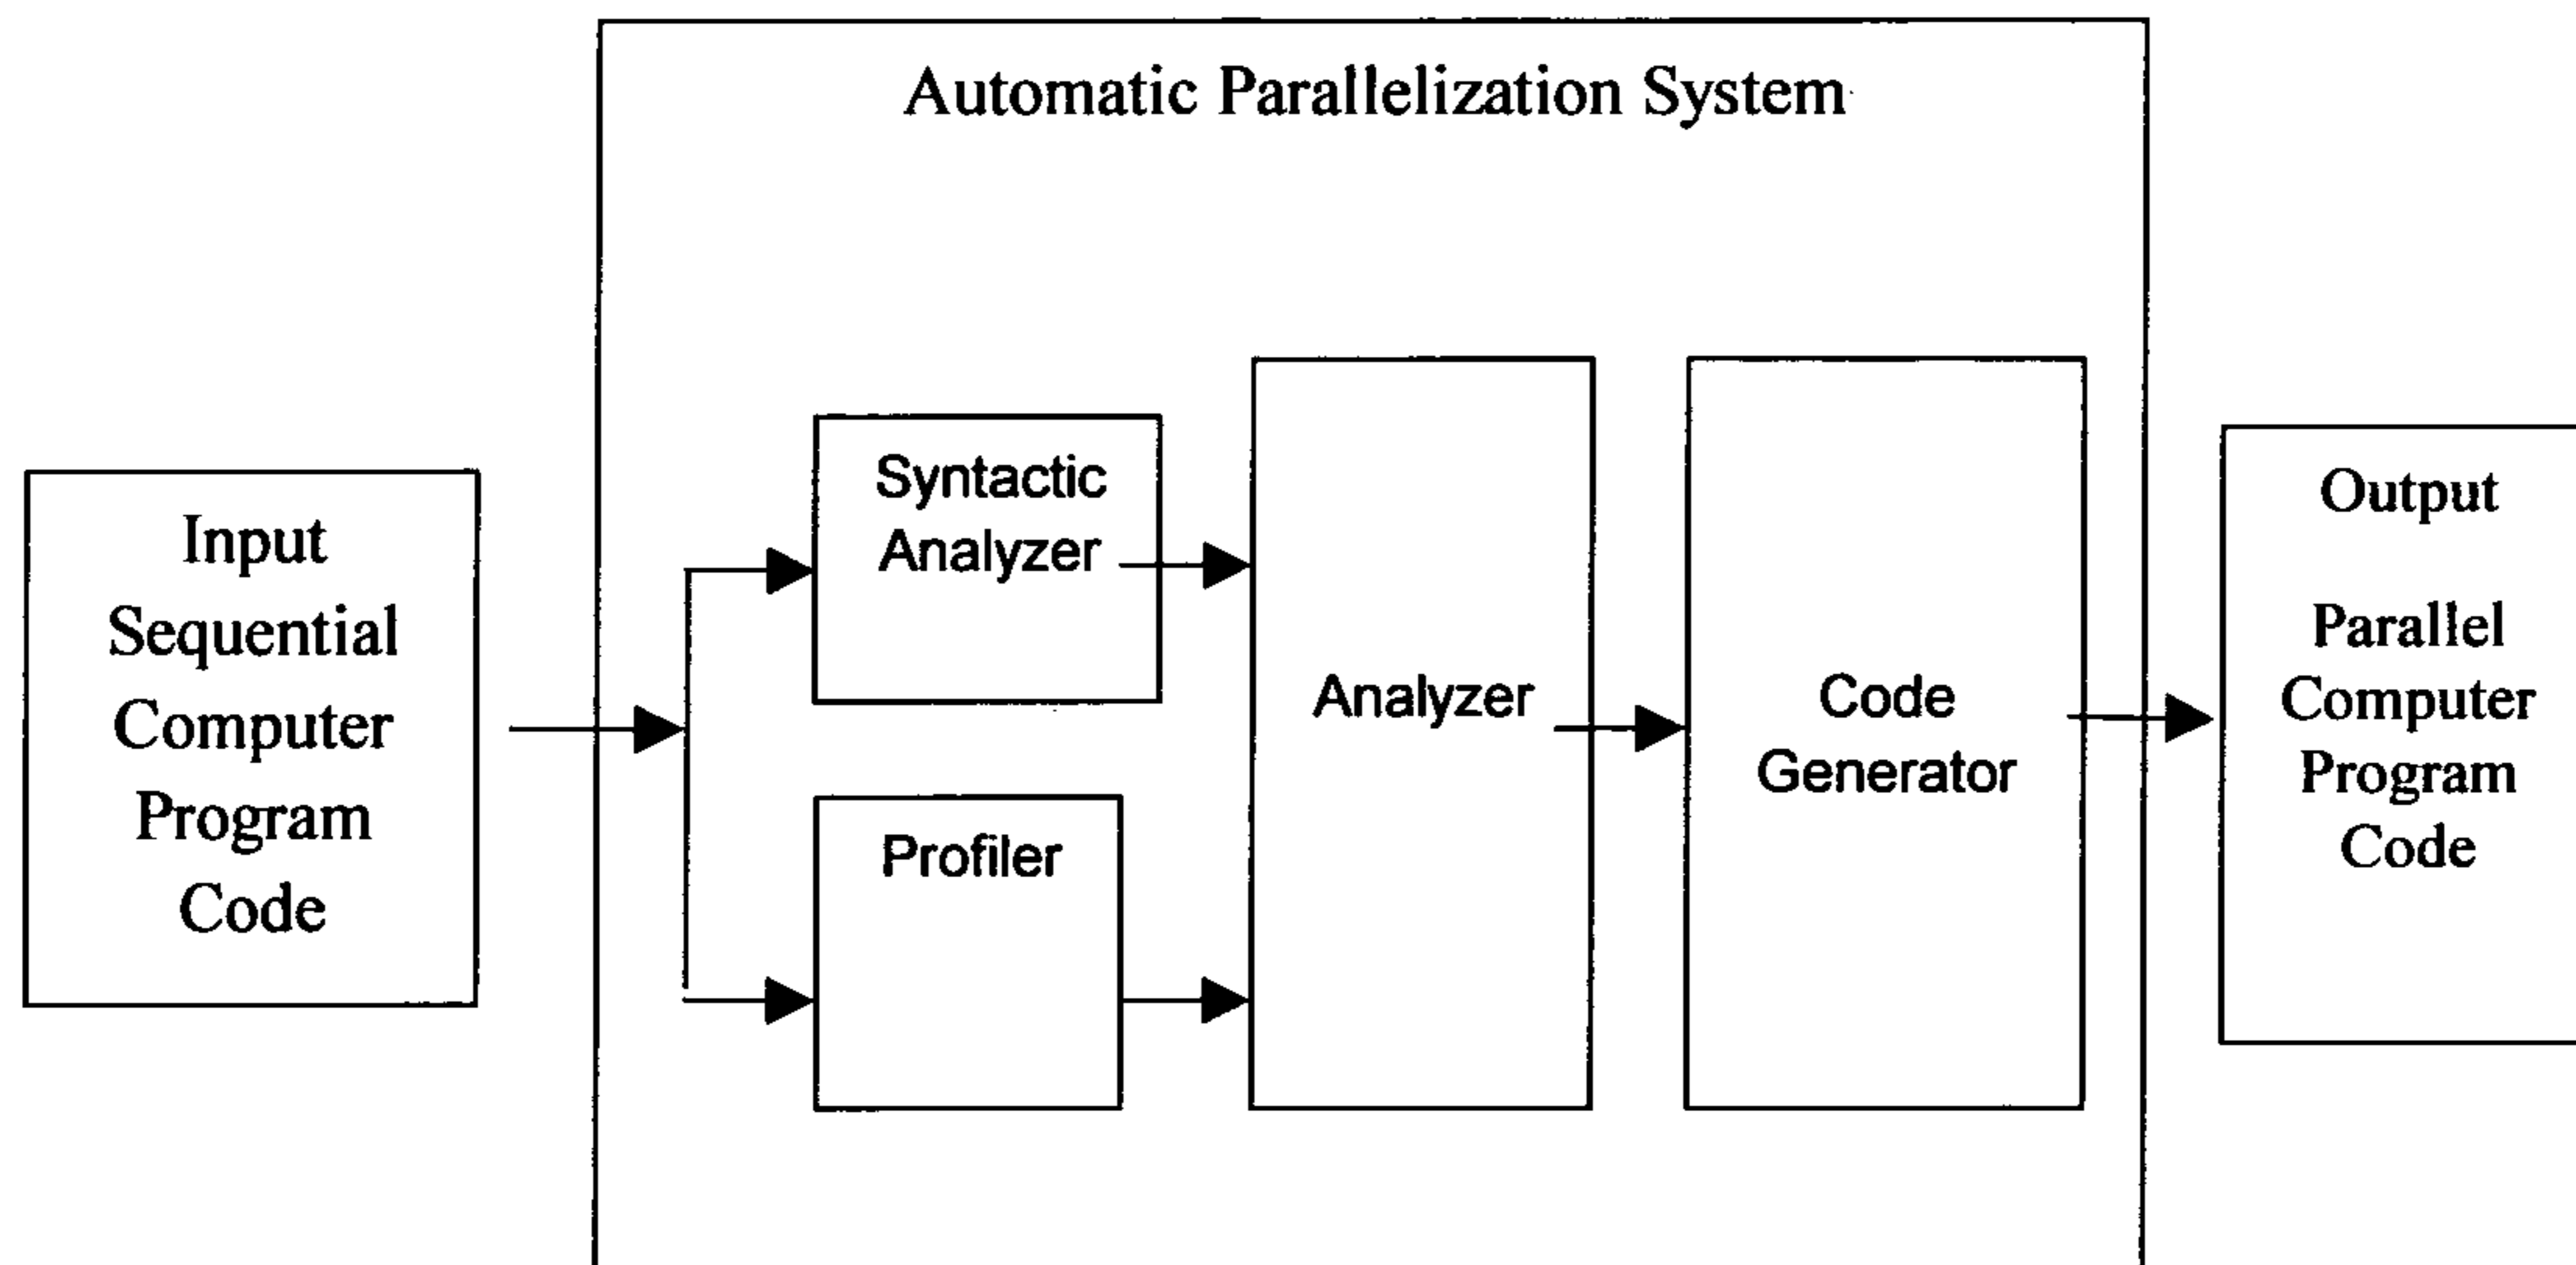 Automatic Parallelization System
Input
Sequential
Computer
Program
Code
Syntactic
Analyzer
Profiler
Analyzer
Code
Generator
Output
Parallel
Computer
Program
Code